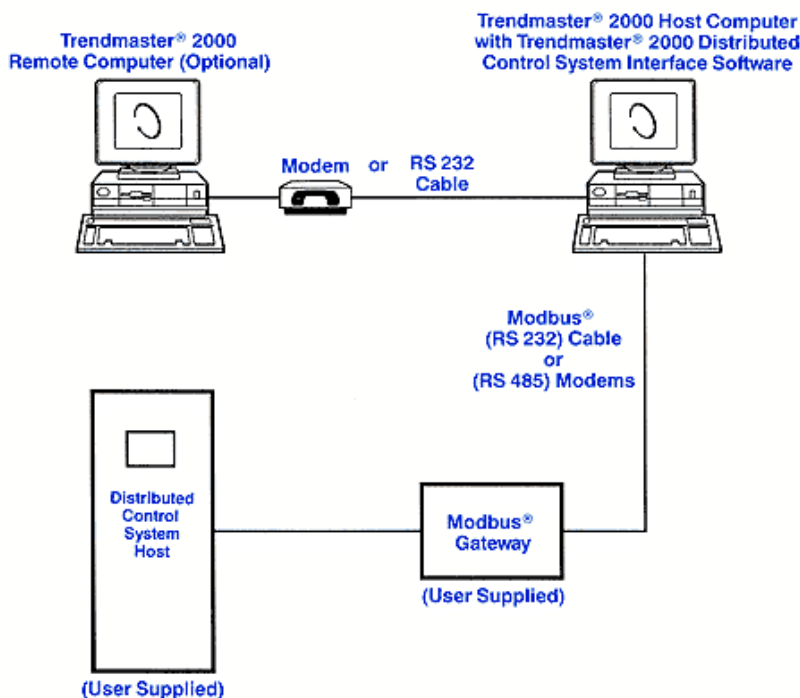 Trendmaster® 2000
Remote Computer (Optional)
Trendmaster® 2000 Host Computer
with Trendmaster® 2000 Distributed
Control System Interface Software
Modem or RS 232
Cable
Modbus®
(RS 232) Cable
or
(RS 485) Modems
Distributed
Control
System
Host
Modbus®
Gateway
(User Supplied)
(User Supplied)